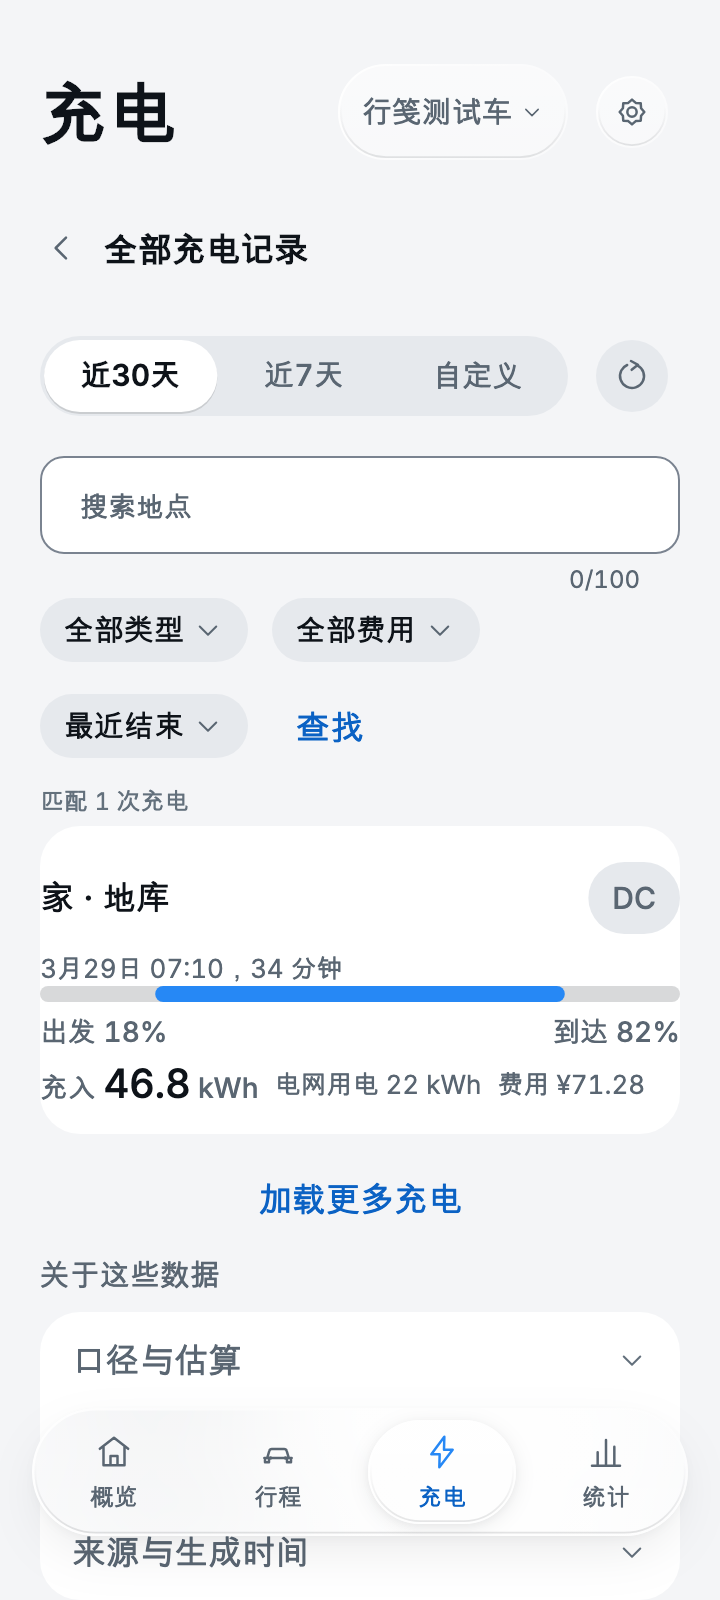 充电
行笺测试车
全部充电记录
近30天 近7天 自定义
搜索地点
0/100
全部类型 全部费用
最近结束 查找
匹配 1 次充电
家 · 地库 DC
3月29日 07:10，34 分钟
出发 18% 到达 82%
充入 46.8 kWh 电网用电 22 kWh 费用 ¥71.28
加载更多充电
关于这些数据
口径与估算
概览 行程 充电 统计
来源与生成时间